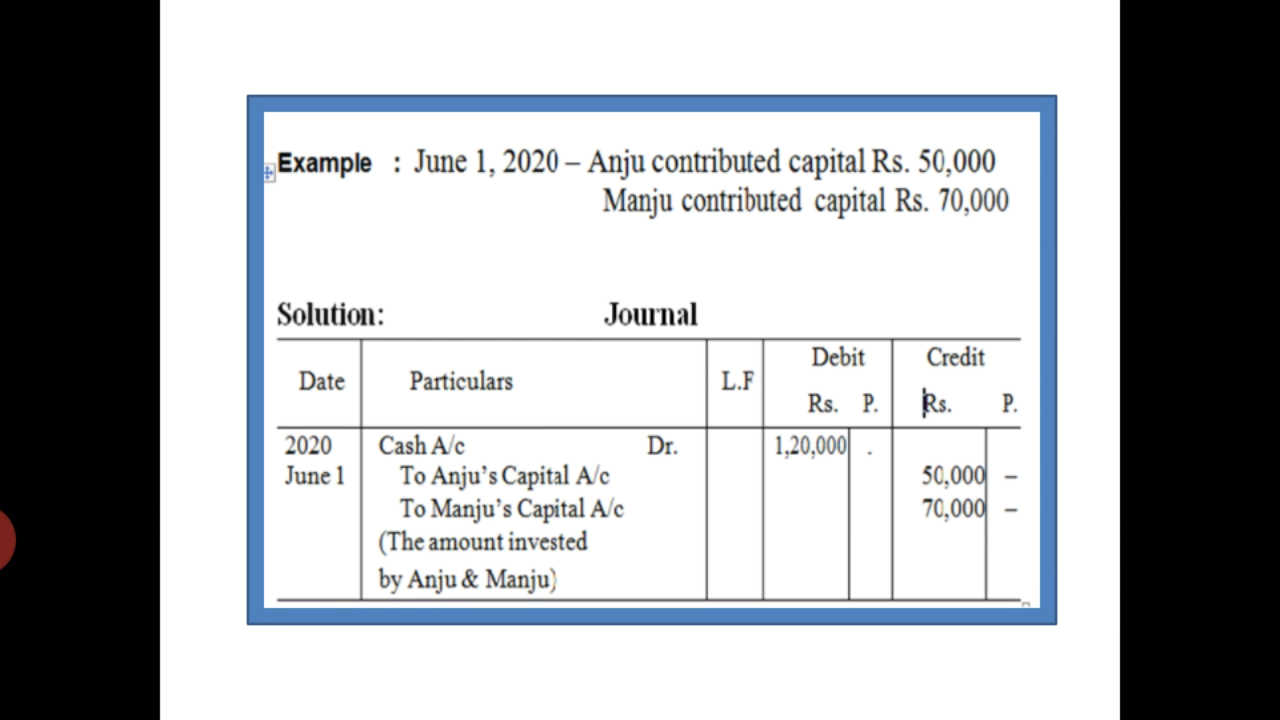 Example : June 1, 2020 – Anju contributed capital Rs. 50,000
Manju contributed capital Rs. 70,000
Solution: Journal
Date Particulars L.F Debit Credit
Rs. P. Rs. P.
2020 Cash A/c Dr. 1,20,000 .
June 1 To Anju's Capital A/c 50,000 –
To Manju's Capital A/c 70,000 –
(The amount invested
by Anju & Manju)